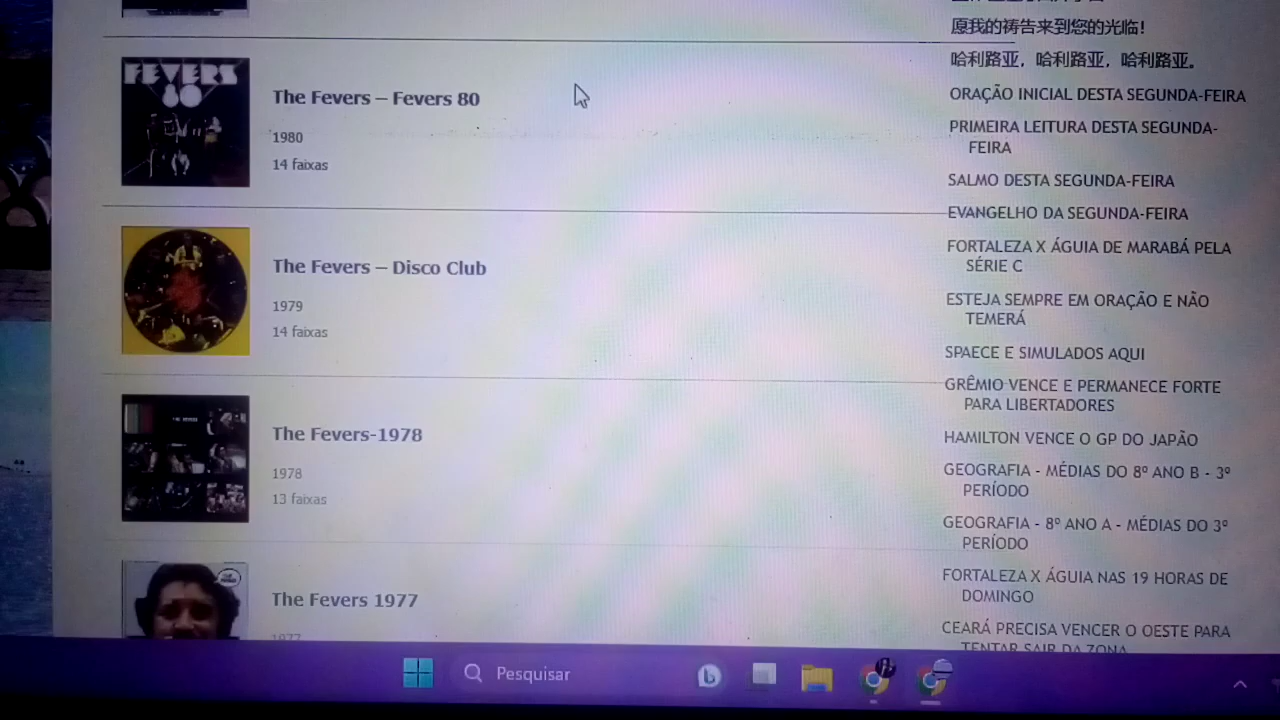 FEVERS
80
The Fevers – Fevers 80
1980
14 faixas
The Fevers – Disco Club
1979
14 faixas
The Fevers-1978
1978
13 faixas
The Fevers 1977
1977
愿我的祷告来到您的光临!
哈利路亚，哈利路亚，哈利路亚。
ORAÇÃO INICIAL DESTA SEGUNDA-FEIRA
PRIMEIRA LEITURA DESTA SEGUNDA-
FEIRA
SALMO DESTA SEGUNDA-FEIRA
EVANGELHO DA SEGUNDA-FEIRA
FORTALEZA X ÁGUIA DE MARABÁ PELA
SÉRIE C
ESTEJA SEMPRE EM ORAÇÃO E NÃO
TEMERÁ
SPAECE E SIMULADOS AQUI
GRÊMIO VENCE E PERMANECE FORTE
PARA LIBERTADORES
HAMILTON VENCE O GP DO JAPÃO
GEOGRAFIA - MÉDIAS DO 8º ANO B - 3º
PERÍODO
GEOGRAFIA - 8º ANO A - MÉDIAS DO 3º
PERÍODO
FORTALEZA X ÁGUIA NAS 19 HORAS DE
DOMINGO
CEARÁ PRECISA VENCER O OESTE PARA
TENTAR SAIR DA ZONA
Pesquisar